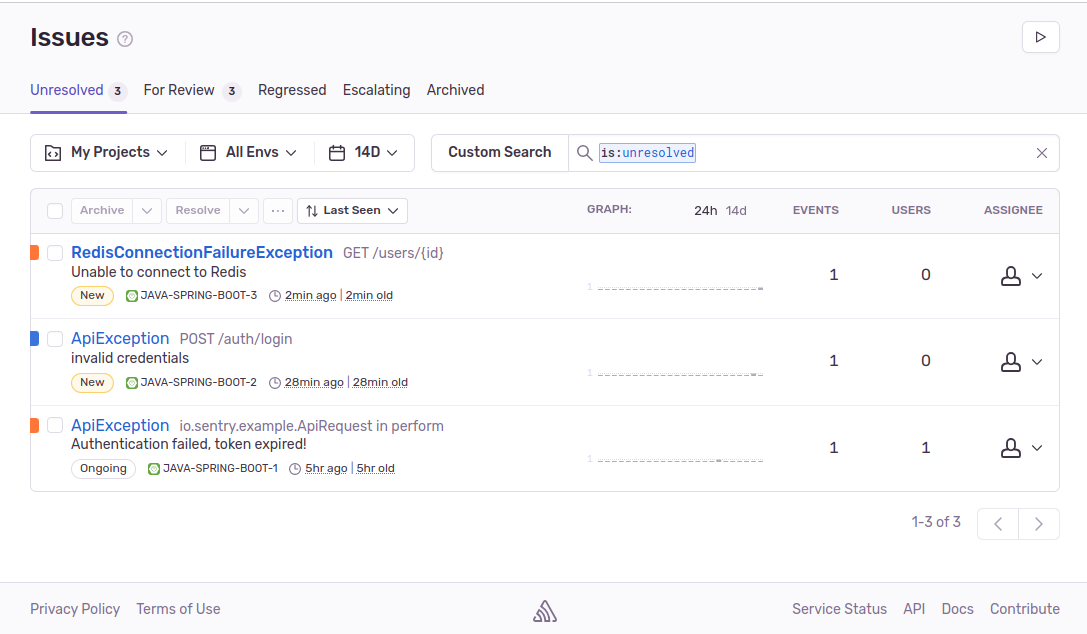 Issues ?
Unresolved 3 For Review 3 Regressed Escalating Archived
My Projects All Envs 14D Custom Search is:unresolved
Archive Resolve ... Last Seen GRAPH: 24h 14d EVENTS USERS ASSIGNEE
RedisConnectionFailureException GET /users/{id}
Unable to connect to Redis
1 1 0
New JAVA-SPRING-BOOT-3 2min ago | 2min old
ApiException POST /auth/login
invalid credentials
1 1 0
New JAVA-SPRING-BOOT-2 28min ago | 28min old
ApiException io.sentry.example.ApiRequest in perform
Authentication failed, token expired!
1 1 1
Ongoing JAVA-SPRING-BOOT-1 5hr ago | 5hr old
1-3 of 3
Privacy Policy Terms of Use Service Status API Docs Contribute